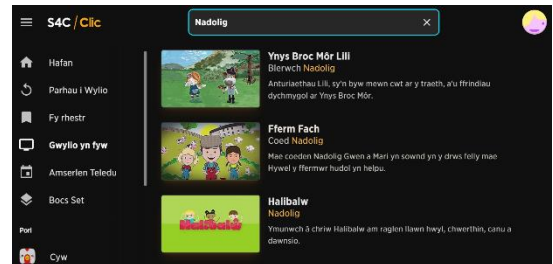 S4C/Clic
Nadolig
Hafan
Parhau i Wylio
Fy rhestr
Gwylio yn fyw
Amserlen Teledu
Bocs Set
Pori
Cyw
Ynys Broc Môr Lili
Blerwch Nadolig
Anturiaethau Lili, sy'n byw mewn cwt ar y traeth, a'u ffrindiau
dychmygol ar Ynys Broc Môr.
Fferm Fach
Coed Nadolig
Mae coeden Nadolig Gwen a Mari yn sownd yn y drws felly mae
Hywel y ffermwr hudol yn helpu.
Halibalw
Halibalw
Nadolig
Ymunwch â chriw Halibalw am raglen llawn hwyl, chwerthin, canu a
dawnsio.